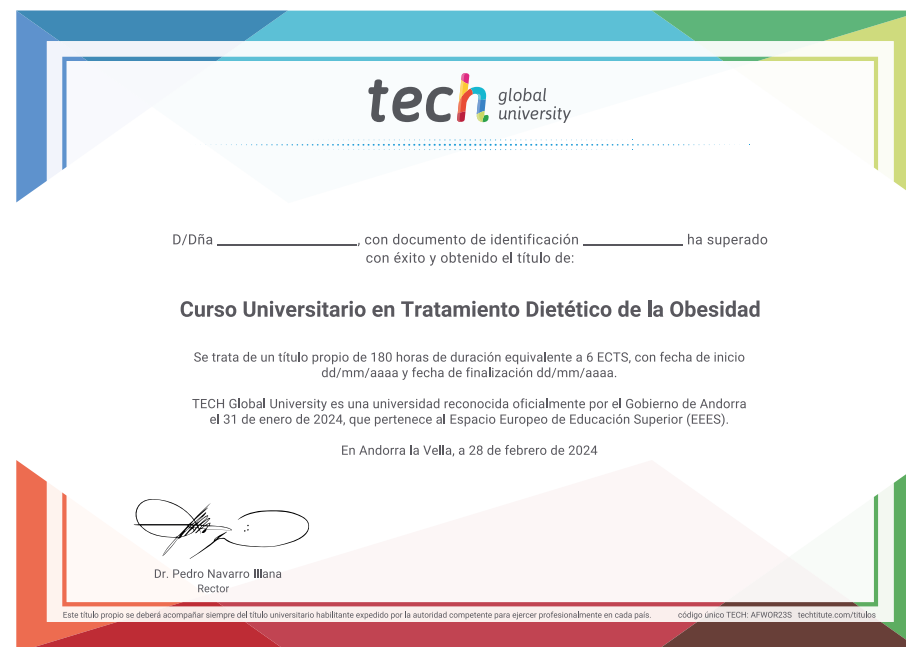 tech global university
D/Dña ____________, con documento de identificación ____________ ha superado
con éxito y obtenido el título de:
Curso Universitario en Tratamiento Dietético de la Obesidad
Se trata de un título propio de 180 horas de duración equivalente a 6 ECTS, con fecha de inicio
dd/mm/aaaa y fecha de finalización dd/mm/aaaa.
TECH Global University es una universidad reconocida oficialmente por el Gobierno de Andorra
el 31 de enero de 2024, que pertenece al Espacio Europeo de Educación Superior (EEES).
En Andorra la Vella, a 28 de febrero de 2024
Dr. Pedro Navarro Illana
Rector
Este título propio se deberá acompañar siempre del título universitario habilitante expedido por la autoridad competente para ejercer profesionalmente en cada país. código único TECH: AFWOR23S techtitute.com/titulos